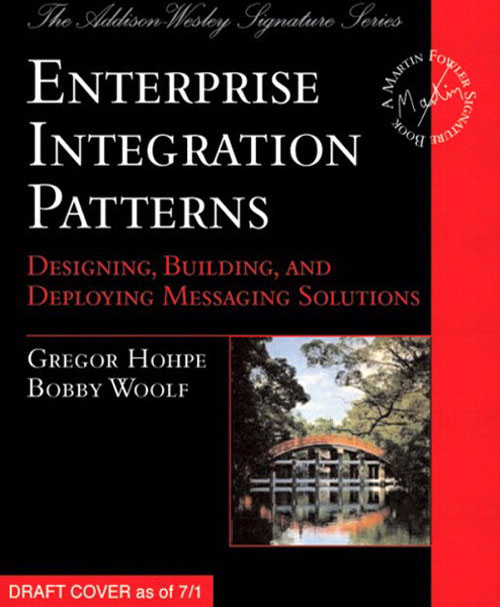 The Addison-Wesley Signature Series
ENTERPRISE
INTEGRATION
PATTERNS
DESIGNING, BUILDING, AND
DEPLOYING MESSAGING SOLUTIONS
A MARTIN FOWLER SIGNATURE BOOK
Martin
GREGOR HOHPE
BOBBY WOOLF
DRAFT COVER as of 7/1